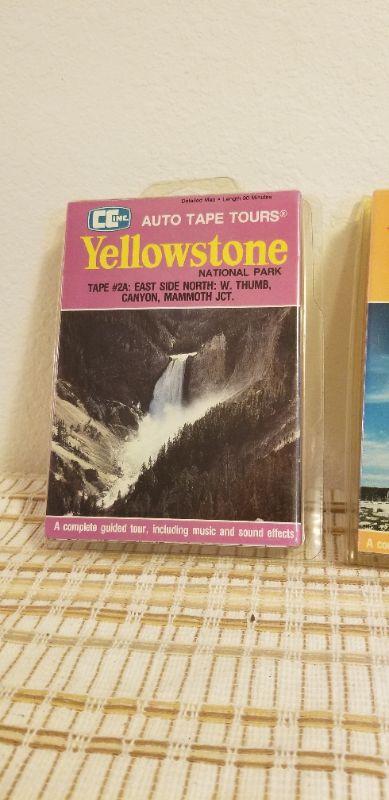 Detailed Map • Length 90 Minutes
CC INC. AUTO TAPE TOURS®
Yellowstone
NATIONAL PARK
TAPE #2A: EAST SIDE NORTH: W. THUMB,
CANYON, MAMMOTH JCT.
A complete guided tour, including music and sound effects
A co